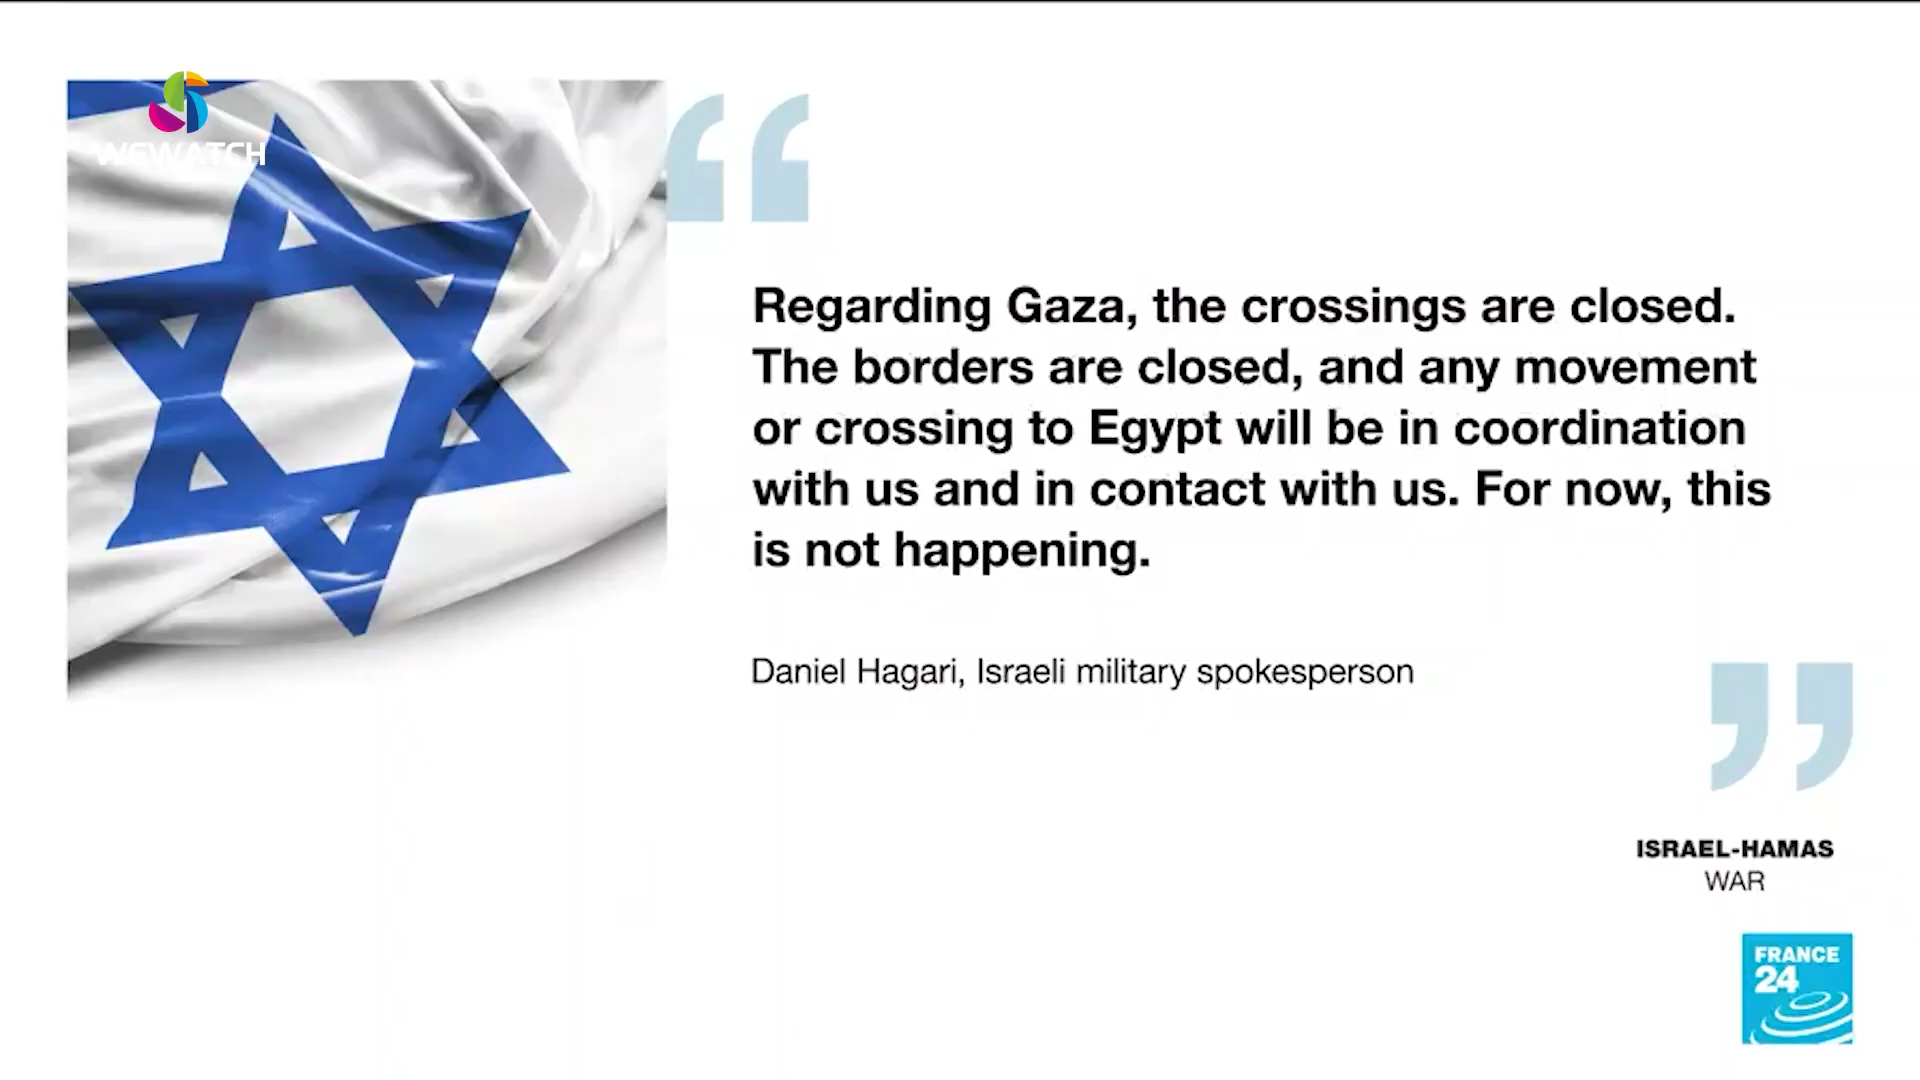 WEWATCH
Regarding Gaza, the crossings are closed.
The borders are closed, and any movement
or crossing to Egypt will be in coordination
with us and in contact with us. For now, this
is not happening.
Daniel Hagari, Israeli military spokesperson
ISRAEL-HAMAS
WAR
FRANCE
24